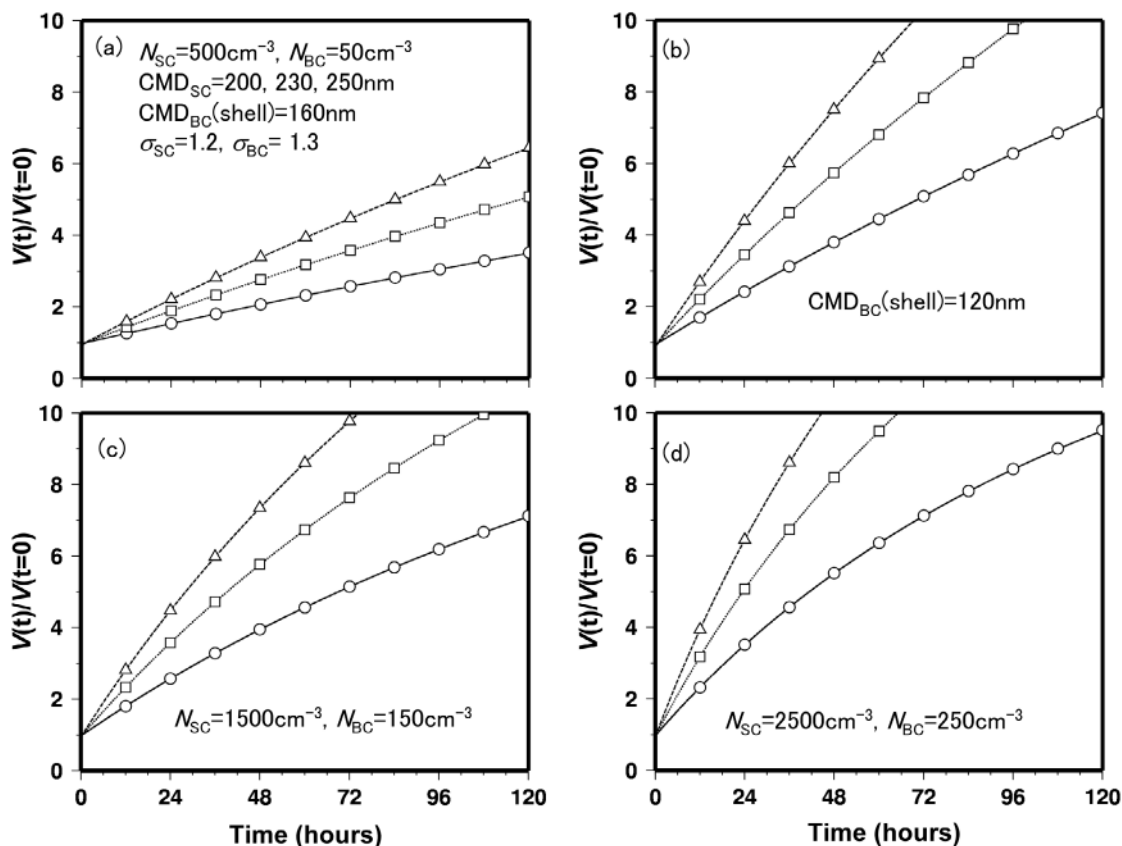 (a)
N_SC=500cm⁻³, N_BC=50cm⁻³
CMD_SC=200, 230, 250nm
CMD_BC(shell)=160nm
σ_SC=1.2, σ_BC= 1.3
V(t)/V(t=0)
10
8
6
4
2
0
(b)
CMD_BC(shell)=120nm
V(t)/V(t=0)
10
8
6
4
2
0
(c)
N_SC=1500cm⁻³, N_BC=150cm⁻³
V(t)/V(t=0)
10
8
6
4
2
0
0 24 48 72 96 120
Time (hours)
(d)
N_SC=2500cm⁻³, N_BC=250cm⁻³
V(t)/V(t=0)
10
8
6
4
2
0
0 24 48 72 96 120
Time (hours)